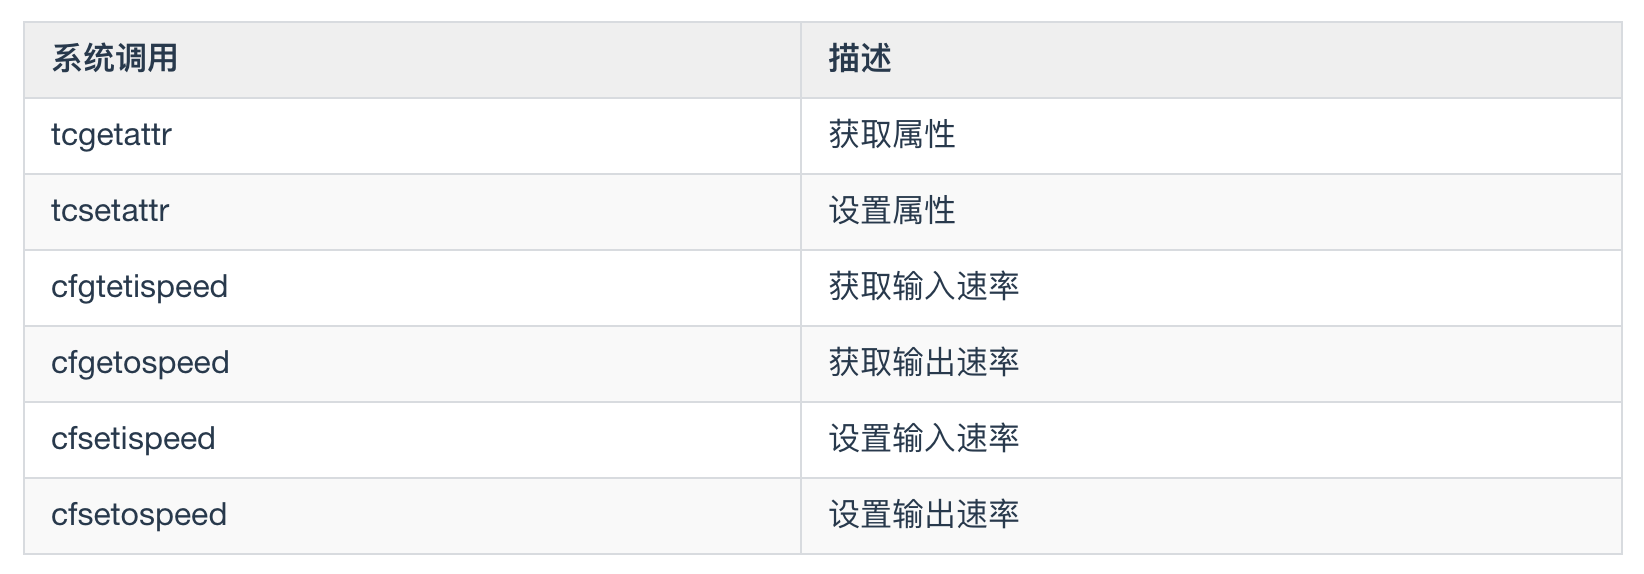 系统调用 描述
tcgetattr 获取属性
tcsetattr 设置属性
cfgtetispeed 获取输入速率
cfgetospeed 获取输出速率
cfsetispeed 设置输入速率
cfsetospeed 设置输出速率